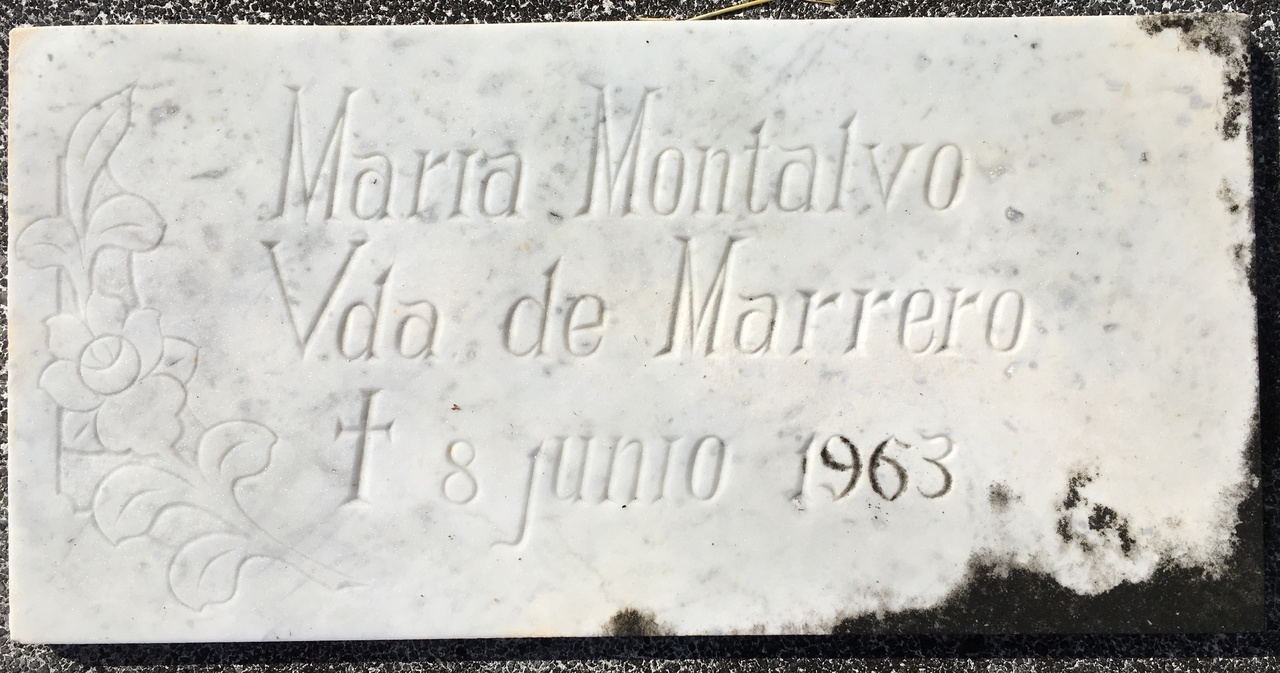 Maria Montalvo
Vda de Marrero
† 8 junio 1963